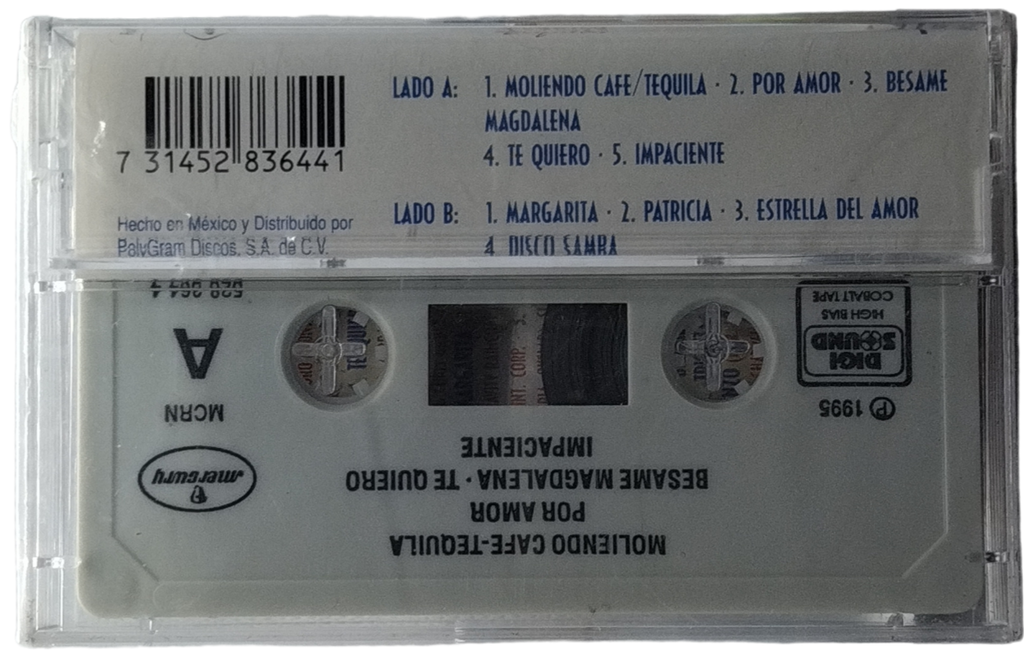 LADO A: 1. MOLIENDO CAFE/TEQUILA · 2. POR AMOR · 3. BESAME
MAGDALENA
4. TE QUIERO · 5. IMPACIENTE
7 31452 836441
LADO B: 1. MARGARITA · 2. PATRICIA · 3. ESTRELLA DEL AMOR
4. DISCO SAMBA
Hecho en México y Distribuido por
PolyGram Discos, S.A. de C.V.
MOLIENDO CAFE-TEQUILA
POR AMOR
BESAME MAGDALENA · TE QUIERO
IMPACIENTE
mercury
Ⓟ 1995
MCRN
A
DIGI
SOUND
HIGH BIAS
COBALT TAPE
INT. CORP.